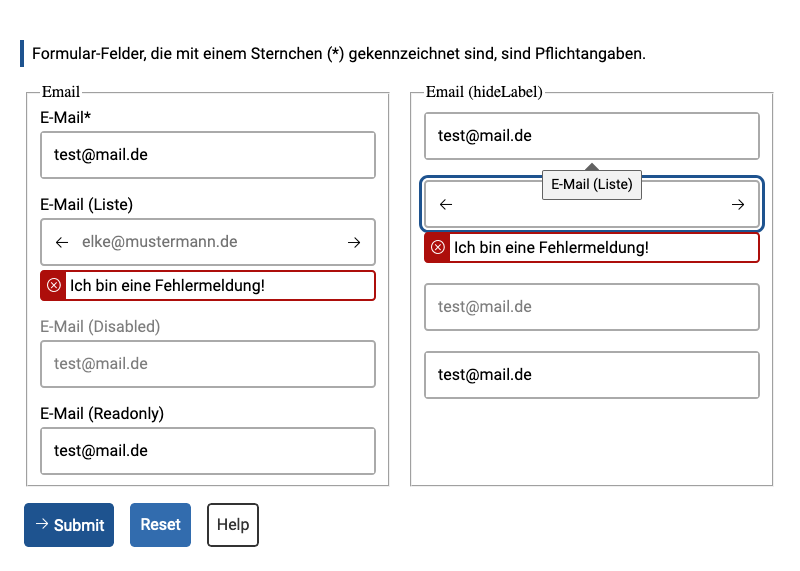 Formular-Felder, die mit einem Sternchen (*) gekennzeichnet sind, sind Pflichtangaben.
Email
E-Mail*
test@mail.de
E-Mail (Liste)
← elke@mustermann.de →
Ich bin eine Fehlermeldung!
E-Mail (Disabled)
test@mail.de
E-Mail (Readonly)
test@mail.de
Email (hideLabel)
test@mail.de
E-Mail (Liste)
← →
Ich bin eine Fehlermeldung!
test@mail.de
test@mail.de
→ Submit
Reset
Help